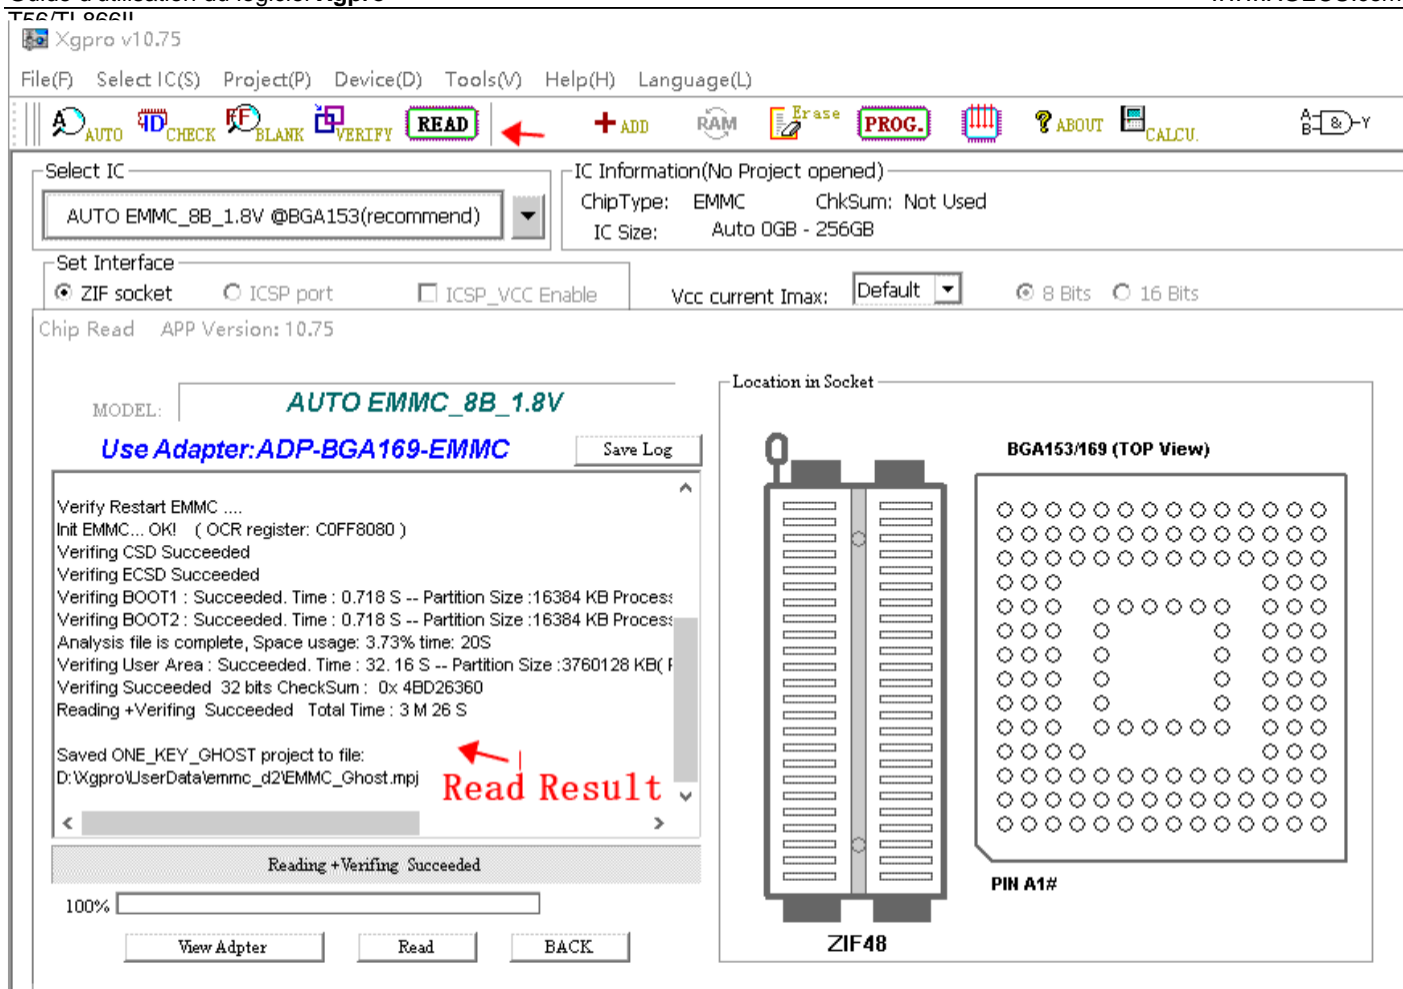 T56/TL866II
Xgpro v10.75
File(F) Select IC(S) Project(P) Device(D) Tools(V) Help(H) Language(L)
AUTO CHECK BLANK VERIFY READ ADD RAM Erase PROG. ABOUT CALCU. A B & Y
Select IC
AUTO EMMC_8B_1.8V @BGA153(recommend)
IC Information(No Project opened)
ChipType: EMMC ChkSum: Not Used
IC Size: Auto 0GB - 256GB
Set Interface
ZIF socket ICSP port ICSP_VCC Enable Vcc current Imax: Default 8 Bits 16 Bits
Chip Read APP Version: 10.75
MODEL: AUTO EMMC_8B_1.8V
Use Adapter:ADP-BGA169-EMMC Save Log
Verify Restart EMMC ....
Init EMMC... OK! ( OCR register: C0FF8080 )
Verifing CSD Succeeded
Verifing ECSD Succeeded
Verifing BOOT1 : Succeeded. Time : 0.718 S -- Partition Size :16384 KB Process
Verifing BOOT2 : Succeeded. Time : 0.718 S -- Partition Size :16384 KB Process
Analysis file is complete, Space usage: 3.73% time: 20S
Verifing User Area : Succeeded. Time : 32. 16 S -- Partition Size :3760128 KB(
Verifing Succeeded 32 bits CheckSum : 0x 4BD26360
Reading +Verifing Succeeded Total Time : 3 M 26 S
Saved ONE_KEY_GHOST project to file:
D:\Xgpro\UserData\emmc_d2\EMMC_Ghost.mpj
Read Result
Reading +Verifing Succeeded
100%
View Adpter Read BACK
Location in Socket
BGA153/169 (TOP View)
PIN A1#
ZIF48